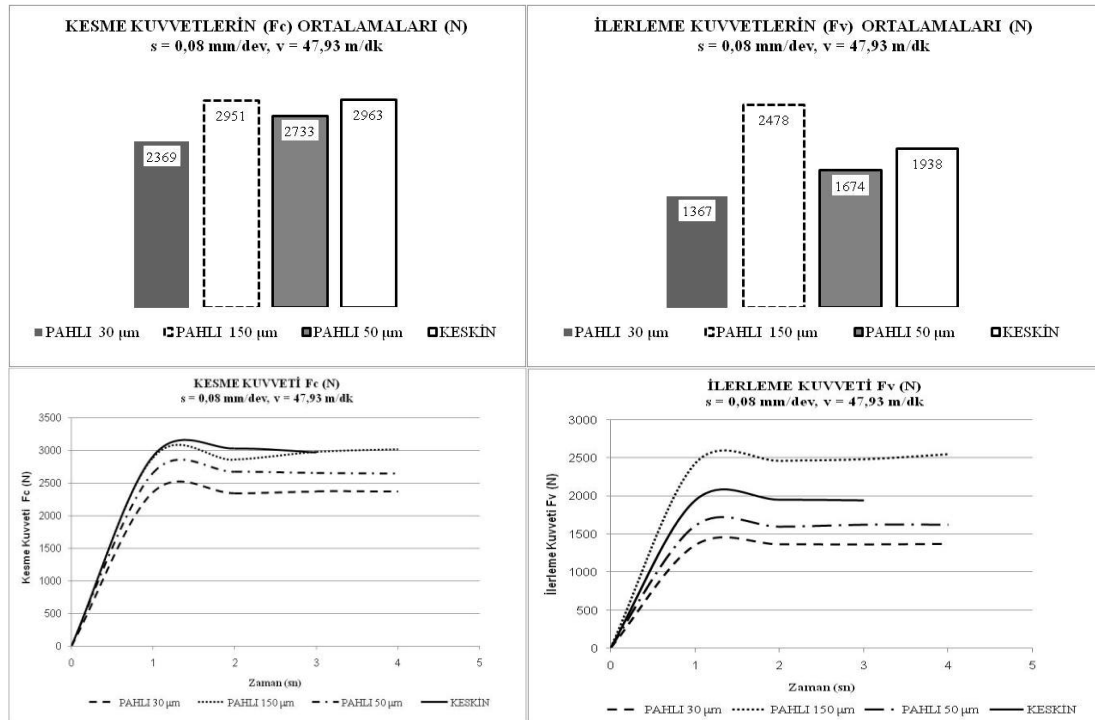 KESME KUVVETLERİN (Fc) ORTALAMALARI (N)
s = 0,08 mm/dev, v = 47,93 m/dk
2369
2951
2733
2963
PAHLI 30 µm PAHLI 150 µm PAHLI 50 µm KESKİN
İLERLEME KUVVETLERİN (Fv) ORTALAMALARI (N)
s = 0,08 mm/dev, v = 47,93 m/dk
1367
2478
1674
1938
PAHLI 30 µm PAHLI 150 µm PAHLI 50 µm KESKİN
KESME KUVVETİ Fc (N)
s = 0,08 mm/dev, v = 47,93 m/dk
Kesme Kuvveti Fc (N)
3500
3000
2500
2000
1500
1000
500
0
0 1 2 3 4 5
Zaman (sn)
PAHLI 30 µm PAHLI 150 µm PAHLI 50 µm KESKİN
İLERLEME KUVVETİ Fv (N)
s = 0,08 mm/dev, v = 47,93 m/dk
İlerleme Kuvveti Fv (N)
3000
2500
2000
1500
1000
500
0
0 1 2 3 4 5
Zaman (sn)
PAHLI 30 µm PAHLI 150 µm PAHLI 50 µm KESKİN